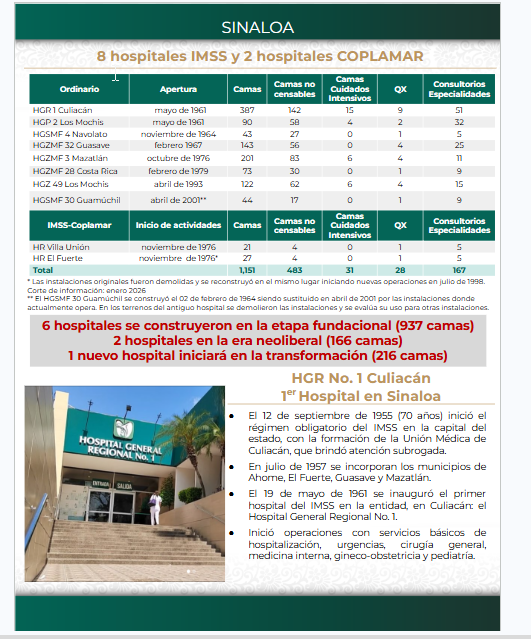 SINALOA
8 hospitales IMSS y 2 hospitales COPLAMAR
Ordinario Apertura Camas Camas no censables Camas Cuidados Intensivos QX Consultorios Especialidades
HGR 1 Culiacán mayo de 1961 387 142 15 9 51
HGP 2 Los Mochis mayo de 1961 90 58 4 2 32
HGSMF 4 Navolato noviembre de 1964 43 27 0 1 5
HGZMF 32 Guasave febrero 1967 143 56 0 4 25
HGZMF 3 Mazatlán octubre de 1976 201 83 6 4 11
HGZMF 28 Costa Rica febrero de 1979 73 30 0 1 9
HGZ 49 Los Mochis abril de 1993 122 62 6 4 15
HGSMF 30 Guamúchil abril de 2001** 44 17 0 1 9
IMSS-Coplamar Inicio de actividades Camas Camas no censables Camas Cuidados Intensivos QX Consultorios Especialidades
HR Villa Unión noviembre de 1976 21 4 0 1 5
HR El Fuerte noviembre de 1976* 27 4 0 1 5
Total 1,151 483 31 28 167
* Las instalaciones originales fueron demolidas y se reconstruyó en el mismo lugar iniciando nuevas operaciones en julio de 1998.
Corte de información: enero 2026
** El HGSMF 30 Guamúchil se construyó el 02 de febrero de 1964 siendo sustituido en abril de 2001 por las instalaciones donde
actualmente opera. En los terrenos del antiguo hospital se demolieron las instalaciones y se evalúa su uso para otras instalaciones.
6 hospitales se construyeron en la etapa fundacional (937 camas)
2 hospitales en la era neoliberal (166 camas)
1 nuevo hospital iniciará en la transformación (216 camas)
HGR No. 1 Culiacán
1er Hospital en Sinaloa
• El 12 de septiembre de 1955 (70 años) inició el
régimen obligatorio del IMSS en la capital del
estado, con la formación de la Unión Médica de
Culiacán, que brindó atención subrogada.
• En julio de 1957 se incorporan los municipios de
Ahome, El Fuerte, Guasave y Mazatlán.
• El 19 de mayo de 1961 se inauguró el primer
hospital del IMSS en la entidad, en Culiacán: el
Hospital General Regional No. 1.
• Inició operaciones con servicios básicos de
hospitalización, urgencias, cirugía general,
medicina interna, gineco-obstetricia y pediatría.
HOSPITAL GENERAL
REGIONAL No. 1
ENTRADA SALIDA